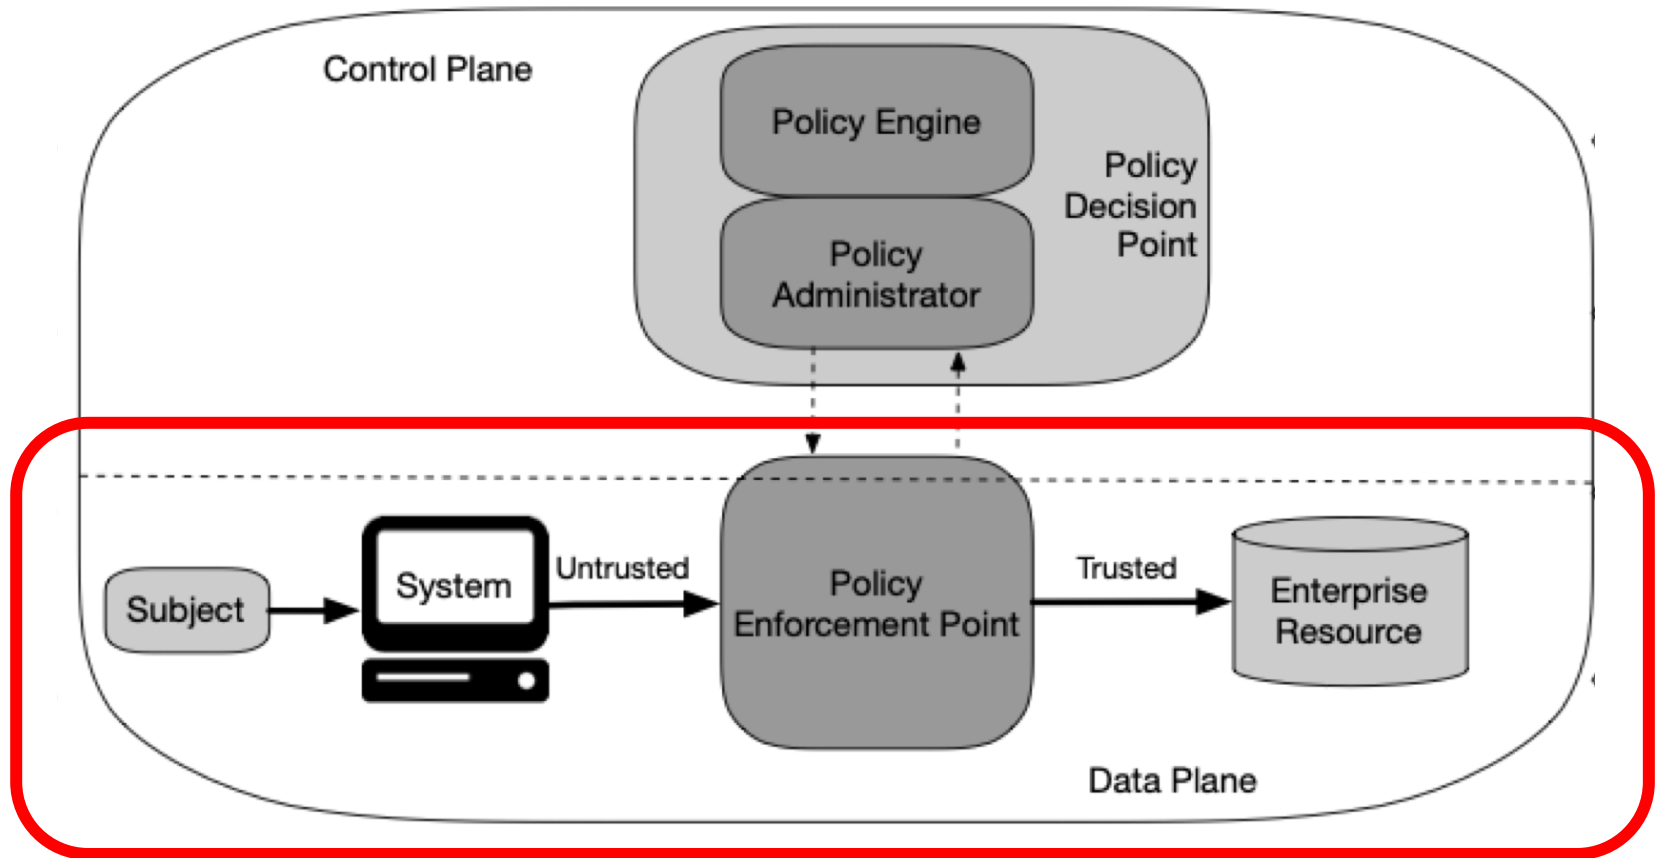 Control Plane
Policy Engine
Policy
Decision
Point
Policy
Administrator
Subject
System
Untrusted
Policy
Enforcement Point
Trusted
Enterprise
Resource
Data Plane